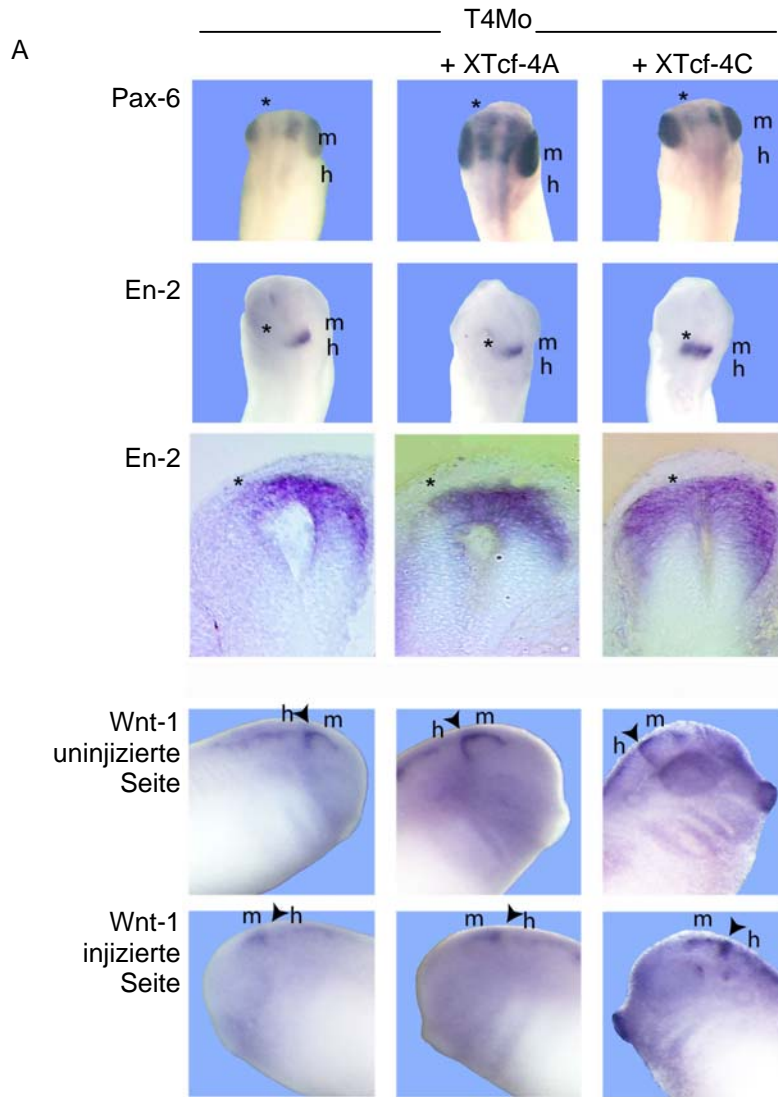 T4Mo
A
+ XTcf-4A + XTcf-4C
Pax-6
*
*
*
m
m
m
h
h
h
En-2
*
*
*
m
m
m
h
h
h
En-2
*
*
*
Wnt-1
uninjizierte
Seite
h m
h m
m
h
Wnt-1
injizierte
Seite
m h
m h
m
h